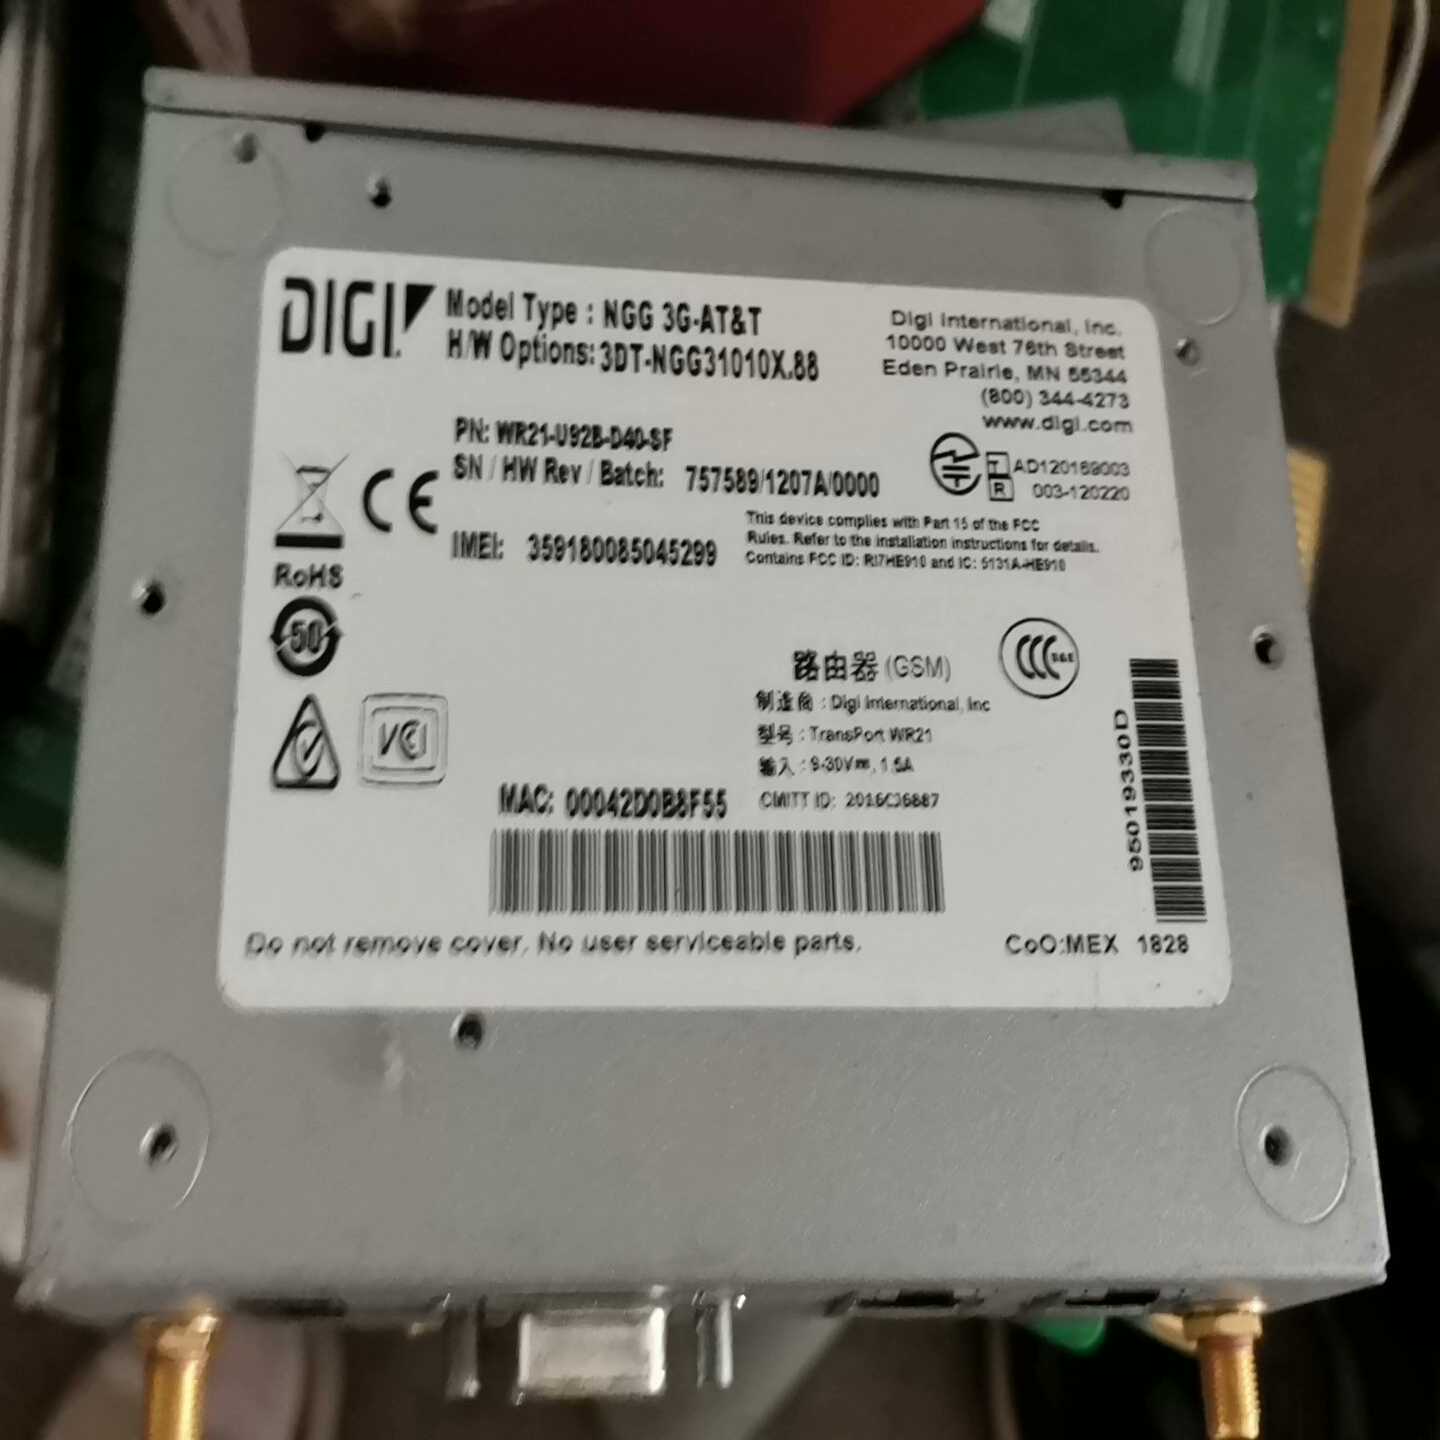 DIGI
Model Type : NGG 3G-AT&T
H/W Options: 3DT-NGG31010X.88
Digi International, Inc.
10000 West 76th Street
Eden Prairie, MN 55344
(800) 344-4273
www.digi.com
PN: WR21-U92B-D40-SF
SN / HW Rev / Batch: 757589/1207A/0000
T AD120169003
R 003-120220
CE
IMEI: 359180085045299
This device complies with Part 15 of the FCC
Rules. Refer to the installation instructions for details.
Contains FCC ID: RI7HE910 and IC: 5131A-HE910
RoHS
50
路由器 (GSM)
CCC S&E
制造商 : Digi International, Inc
型号 : TransPort WR21
输入 : 9-30V⎓, 1.5A
VCCI
MAC: 00042D0B8F55
CMIIT ID: 2016CJ6887
95019330D
Do not remove cover. No user serviceable parts.
CoO:MEX 1828